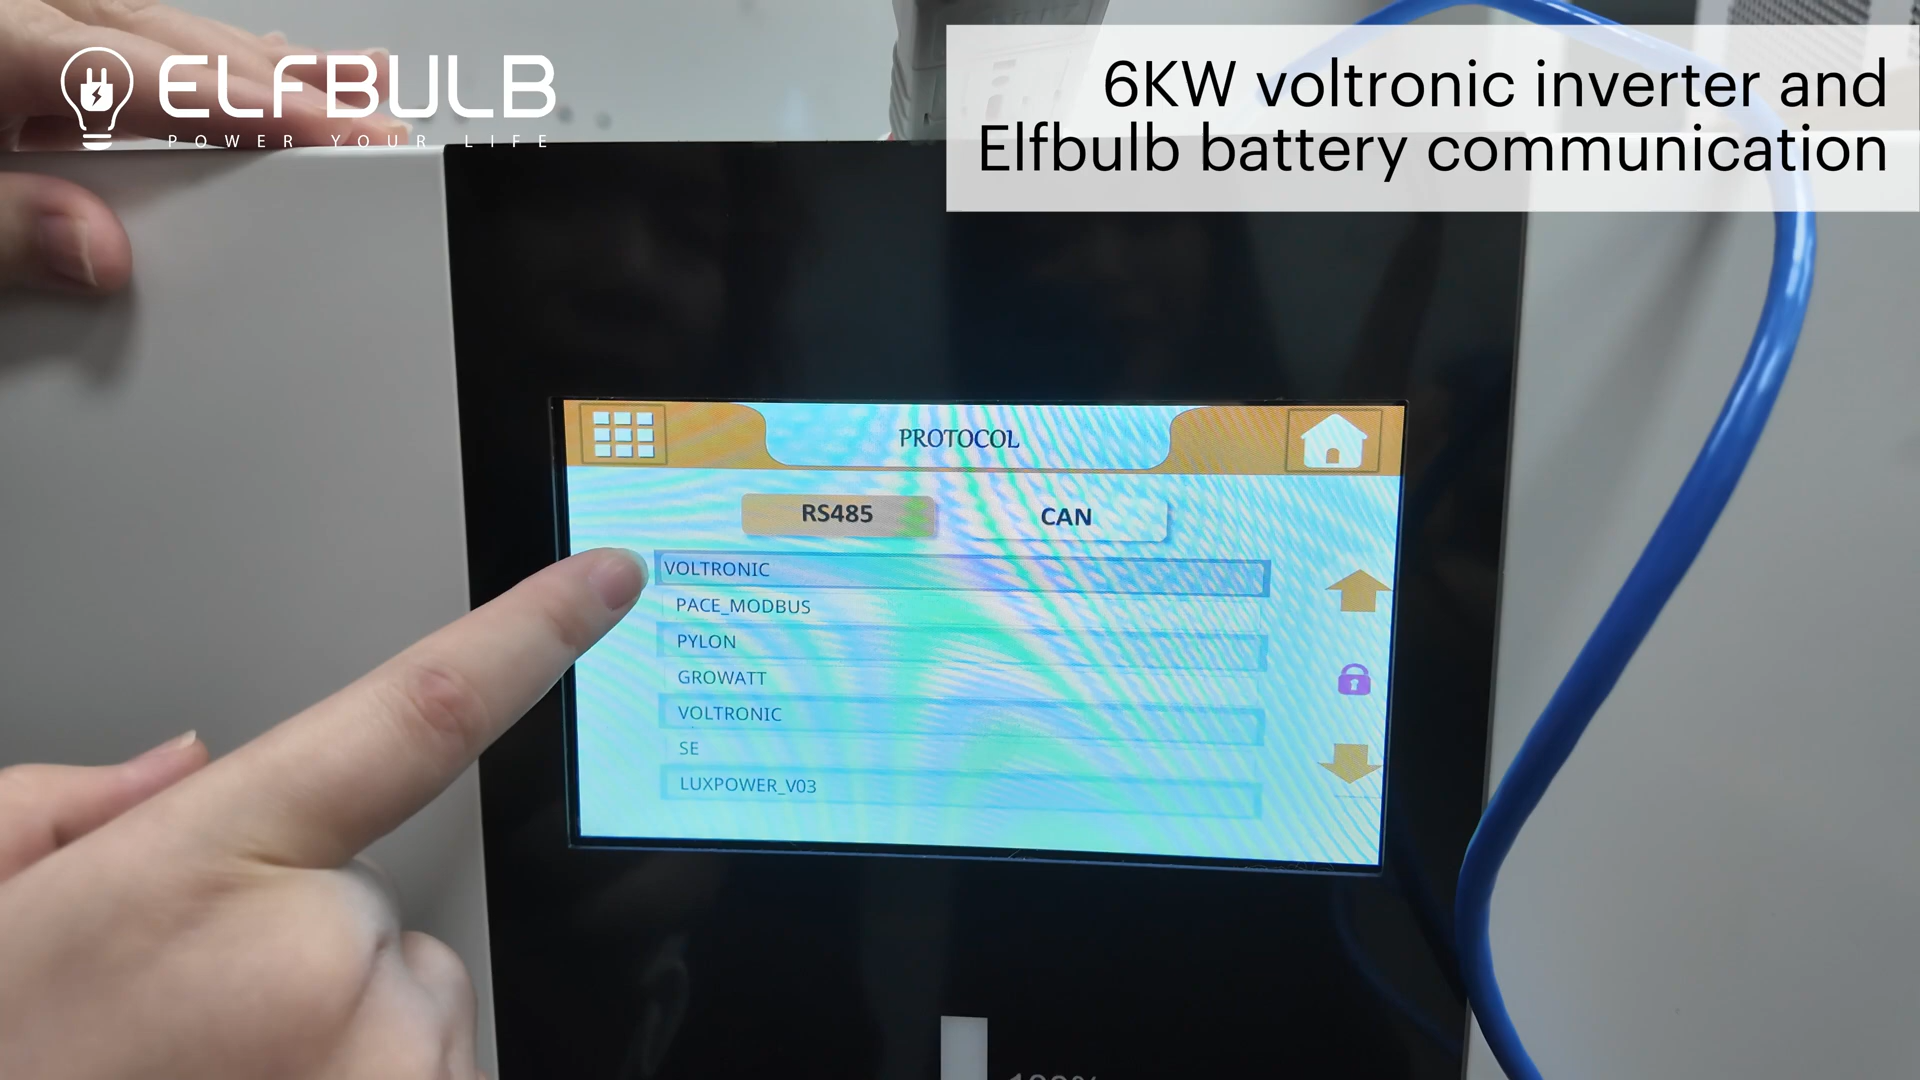 ELFBULB
POWER YOUR LIFE
6KW voltronic inverter and
Elfbulb battery communication
PROTOCOL
RS485
CAN
VOLTRONIC
PACE_MODBUS
PYLON
GROWATT
VOLTRONIC
SE
LUXPOWER_V03